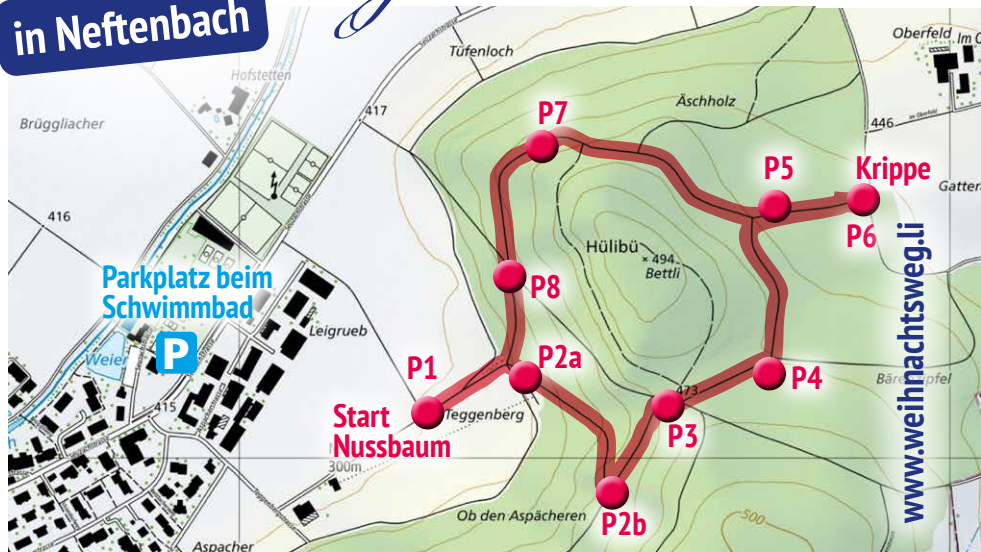 in Neftenbach
Tüfenloch
Oberfeld
Hofstetten
Äschholz
Brüggliacher
417
P7
446
P5
Krippe
416
P6
Hülibü
494
Bettli
Parkplatz beim
Schwimmbad
P8
Leigrueb
P
Weier
P1
P2a
P4
415
473
Start
Nussbaum
Teggenberg
P3
300m
P2b
Ob den Aspächeren
500
Aspacher
www.weihnachtsweg.li